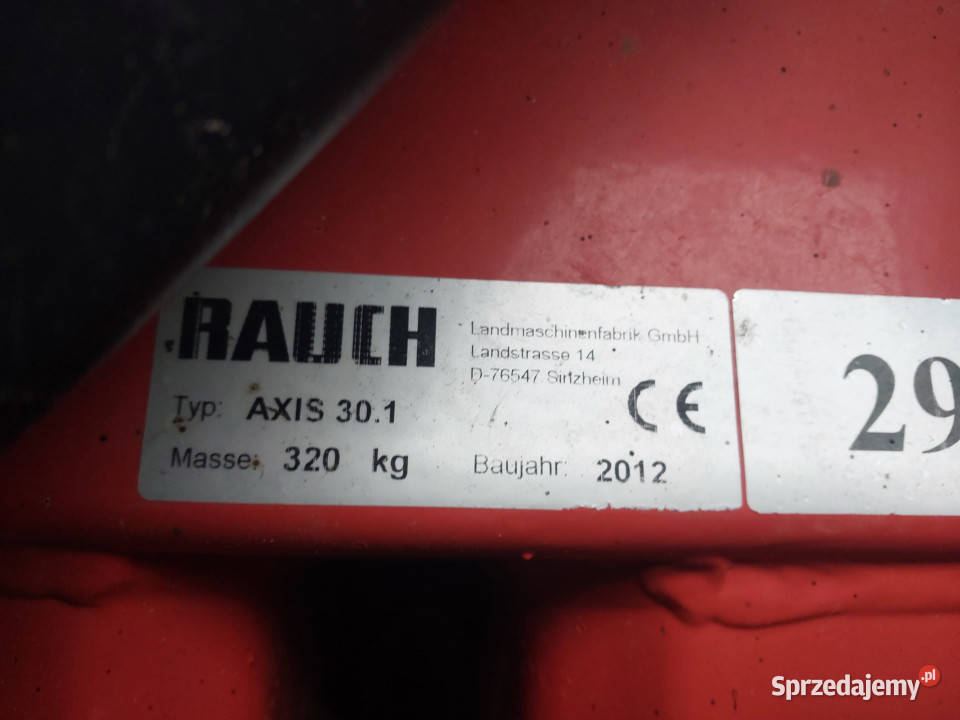 RAUCH
Landmaschinenfabrik GmbH
Landstrasse 14
D-76547 Sinzheim
Typ: AXIS 30.1
CE
Masse: 320 kg
Baujahr: 2012
29
Sprzedajemy.pl